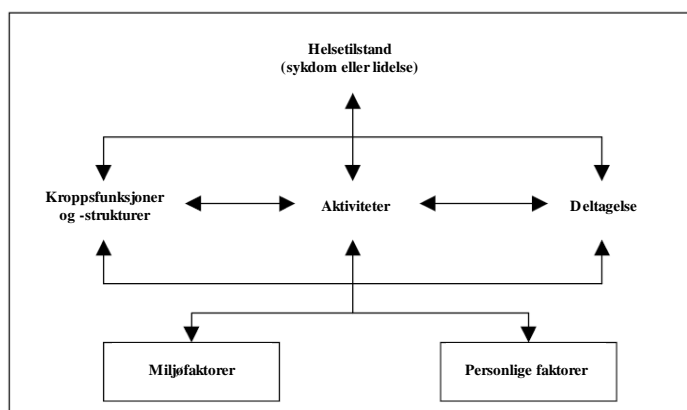 Helsetilstand
(sykdom eller lidelse)
Kroppsfunksjoner
og -strukturer
Aktiviteter
Deltagelse
Miljøfaktorer
Personlige faktorer